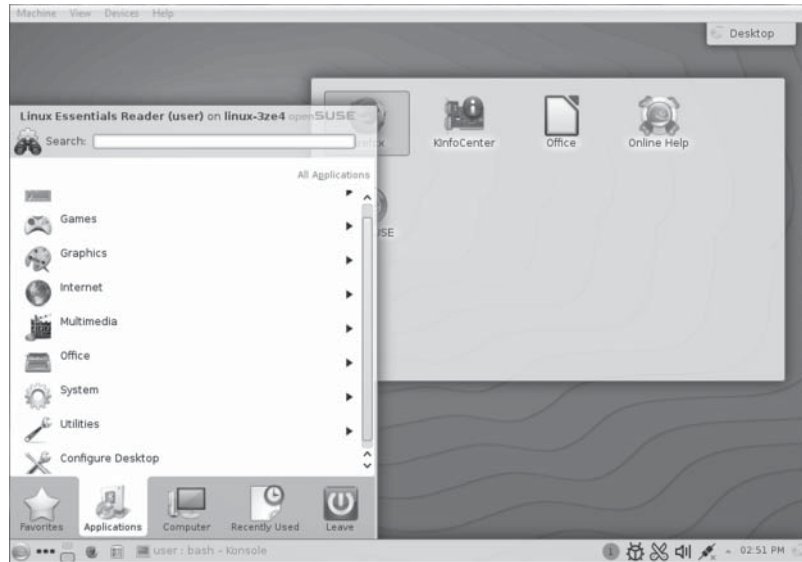 Machine View Devices Help
Desktop
Linux Essentials Reader (user) on linux-3ze4 openSUSE
Search:
KInfoCenter
Office
Online Help
All Applications
Games
Graphics
Internet
Multimedia
Office
System
Utilities
Configure Desktop
Favorites
Applications
Computer
Recently Used
Leave
user : bash - Konsole
02:51 PM